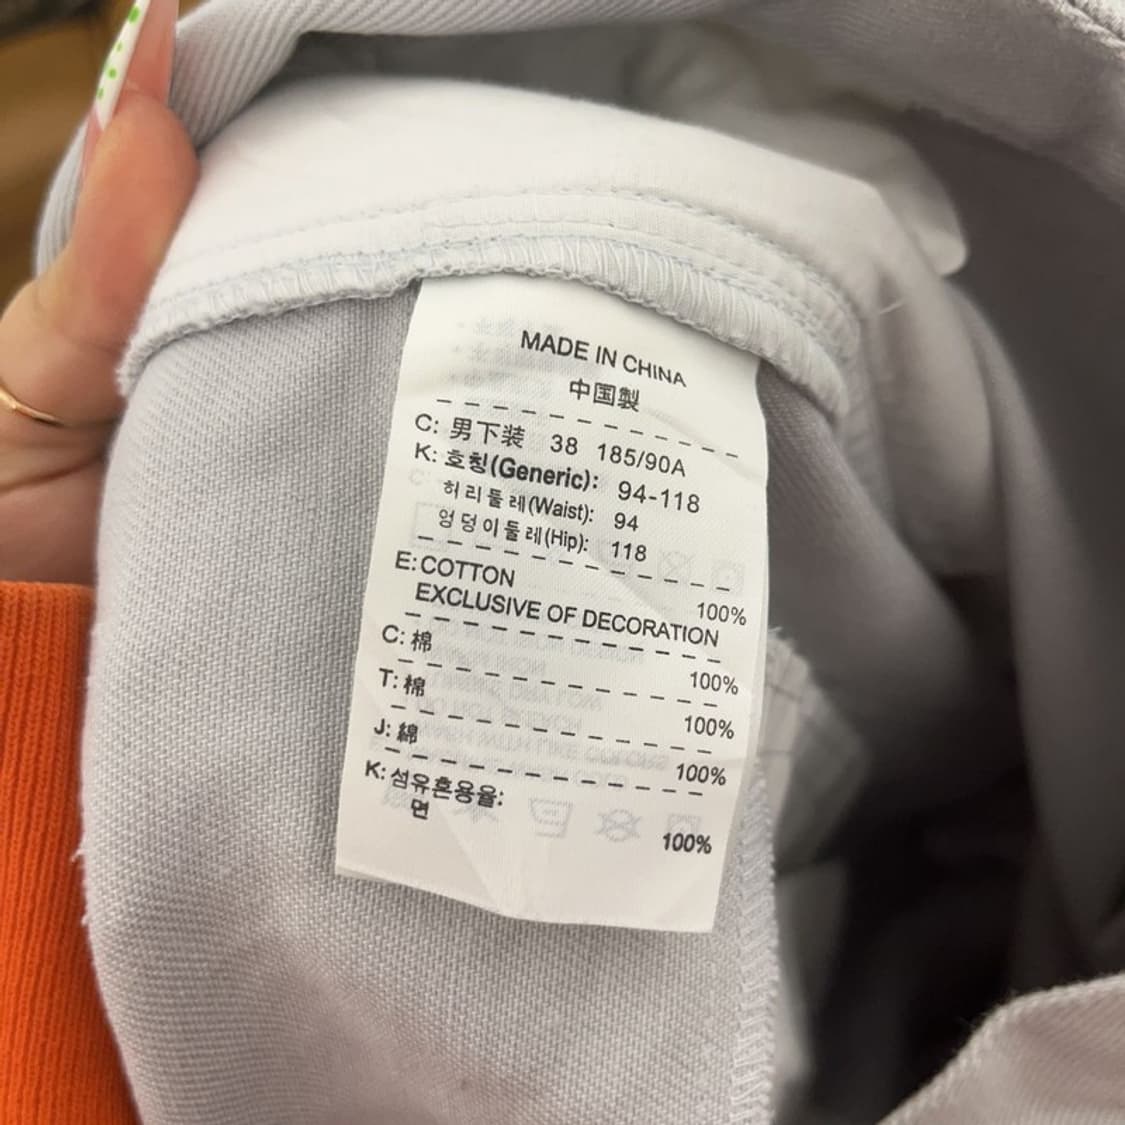 MADE IN CHINA
中国製
C: 男下装 38 185/90A
K: 호칭(Generic): 94-118
허리둘레(Waist): 94
엉덩이둘레(Hip): 118
E: COTTON 100%
EXCLUSIVE OF DECORATION
C: 棉 100%
T: 棉 100%
J: 綿 100%
K: 섬유혼용율:
면 100%